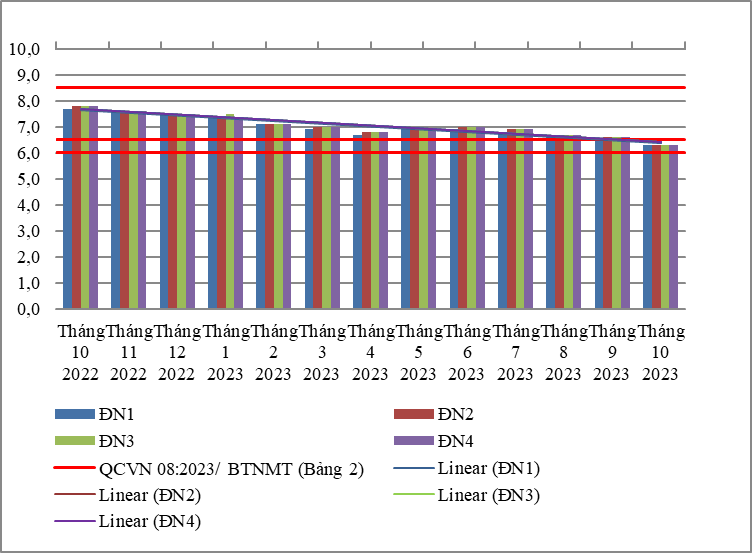 10,0
9,0
8,0
7,0
6,0
5,0
4,0
3,0
2,0
1,0
0,0
Tháng Tháng Tháng Tháng Tháng Tháng Tháng Tháng Tháng Tháng Tháng Tháng Tháng
10 11 12 1 2 3 4 5 6 7 8 9 10
2022 2022 2022 2023 2023 2023 2023 2023 2023 2023 2023 2023 2023
ĐN1 ĐN2
ĐN3 ĐN4
QCVN 08:2023/ BTNMT (Bảng 2) Linear (ĐN1)
Linear (ĐN2) Linear (ĐN3)
Linear (ĐN4)